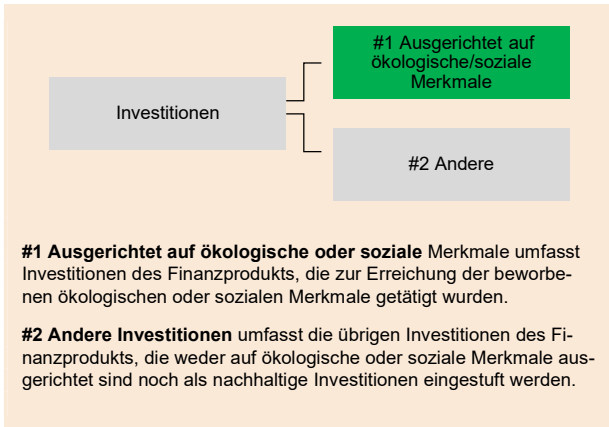 #1 Ausgerichtet auf
ökologische/soziale
Merkmale
Investitionen
#2 Andere
#1 Ausgerichtet auf ökologische oder soziale Merkmale umfasst
Investitionen des Finanzprodukts, die zur Erreichung der beworbe-
nen ökologischen oder sozialen Merkmale getätigt wurden.
#2 Andere Investitionen umfasst die übrigen Investitionen des Fi-
nanzprodukts, die weder auf ökologische oder soziale Merkmale aus-
gerichtet sind noch als nachhaltige Investitionen eingestuft werden.